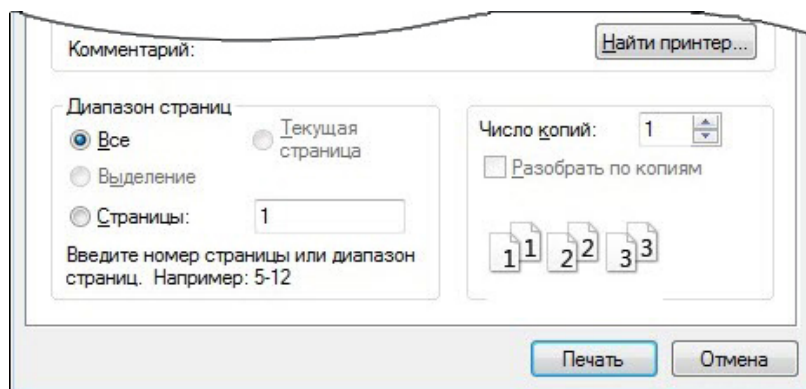 Комментарий:
Найти принтер...
Диапазон страниц
Все
Текущая
страница
Выделение
Страницы: 1
Введите номер страницы или диапазон
страниц. Например: 5-12
Число копий: 1
Разобрать по копиям
1 1 2 2 3 3
Печать Отмена